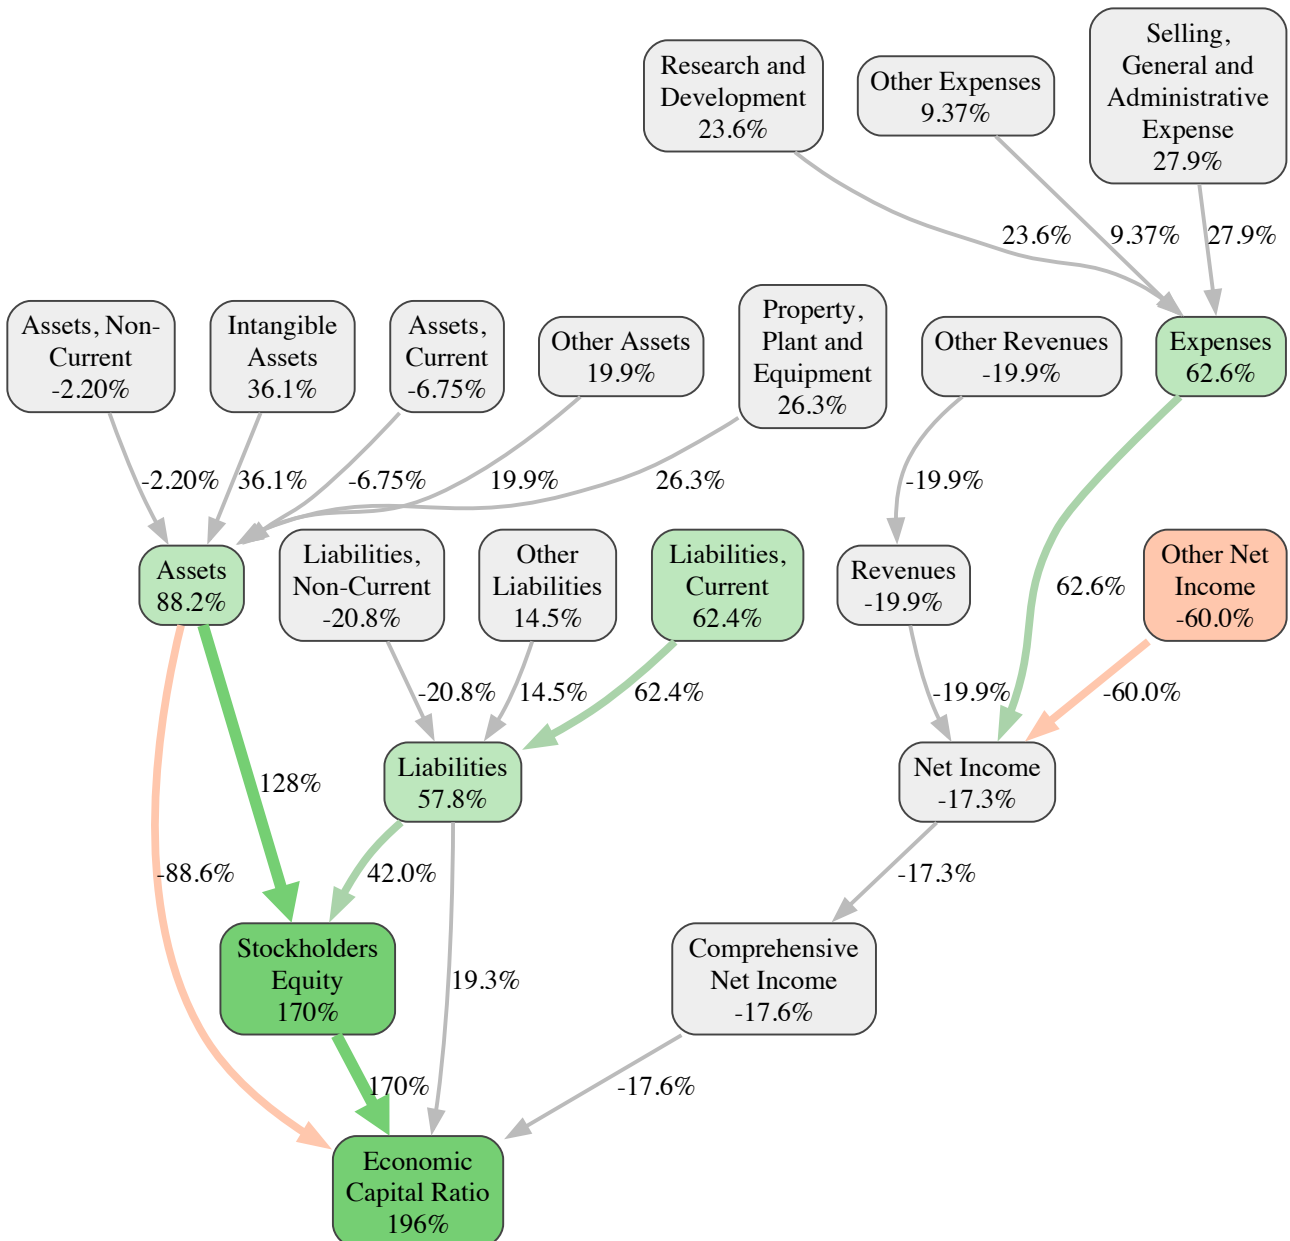 Selling,
General and
Administrative
Expense
27.9%
Research and
Development
23.6%
Other Expenses
9.37%
23.6%
9.37%
27.9%
Assets, Non-
Current
-2.20%
Intangible
Assets
36.1%
Assets,
Current
-6.75%
Other Assets
19.9%
Property,
Plant and
Equipment
26.3%
Other Revenues
-19.9%
Expenses
62.6%
-2.20%
36.1%
-6.75%
19.9%
26.3%
-19.9%
Assets
88.2%
Liabilities,
Non-Current
-20.8%
Other
Liabilities
14.5%
Liabilities,
Current
62.4%
Revenues
-19.9%
62.6%
Other Net
Income
-60.0%
-20.8%
14.5%
62.4%
-19.9%
-60.0%
128%
Liabilities
57.8%
Net Income
-17.3%
-88.6%
42.0%
-17.3%
Stockholders
Equity
170%
19.3%
Comprehensive
Net Income
-17.6%
170%
-17.6%
Economic
Capital Ratio
196%